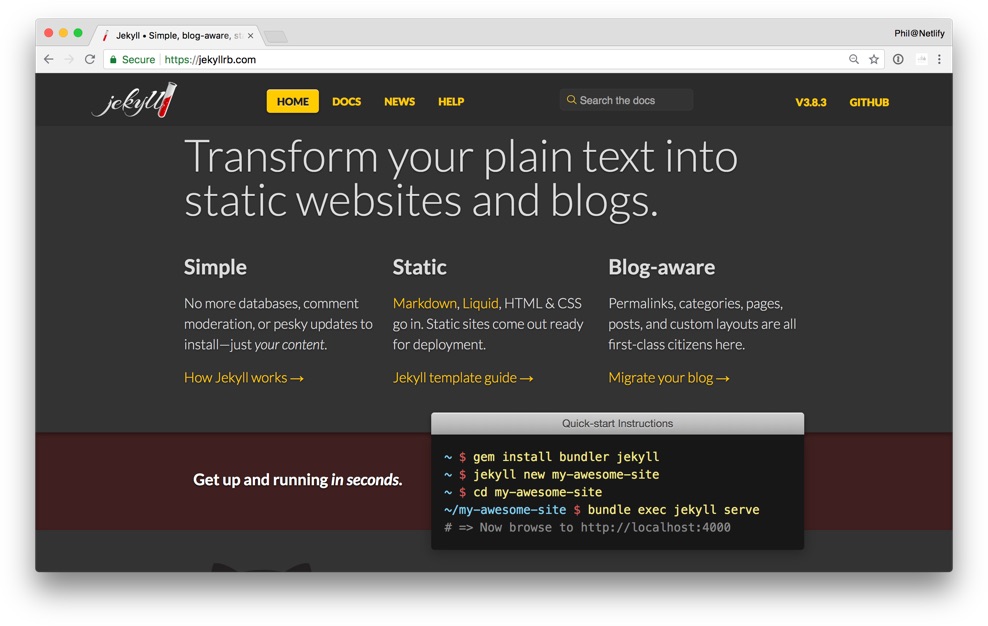 Jekyll • Simple, blog-aware, st
Phil@Netlify
Secure https://jekyllrb.com
jekyll
HOME DOCS NEWS HELP
Search the docs
V3.8.3 GITHUB
Transform your plain text into
static websites and blogs.
Simple
No more databases, comment
moderation, or pesky updates to
install—just your content.
How Jekyll works →
Static
Markdown, Liquid, HTML & CSS
go in. Static sites come out ready
for deployment.
Jekyll template guide →
Blog-aware
Permalinks, categories, pages,
posts, and custom layouts are all
first-class citizens here.
Migrate your blog →
Get up and running in seconds.
Quick-start Instructions
~ $ gem install bundler jekyll
~ $ jekyll new my-awesome-site
~ $ cd my-awesome-site
~/my-awesome-site $ bundle exec jekyll serve
# => Now browse to http://localhost:4000